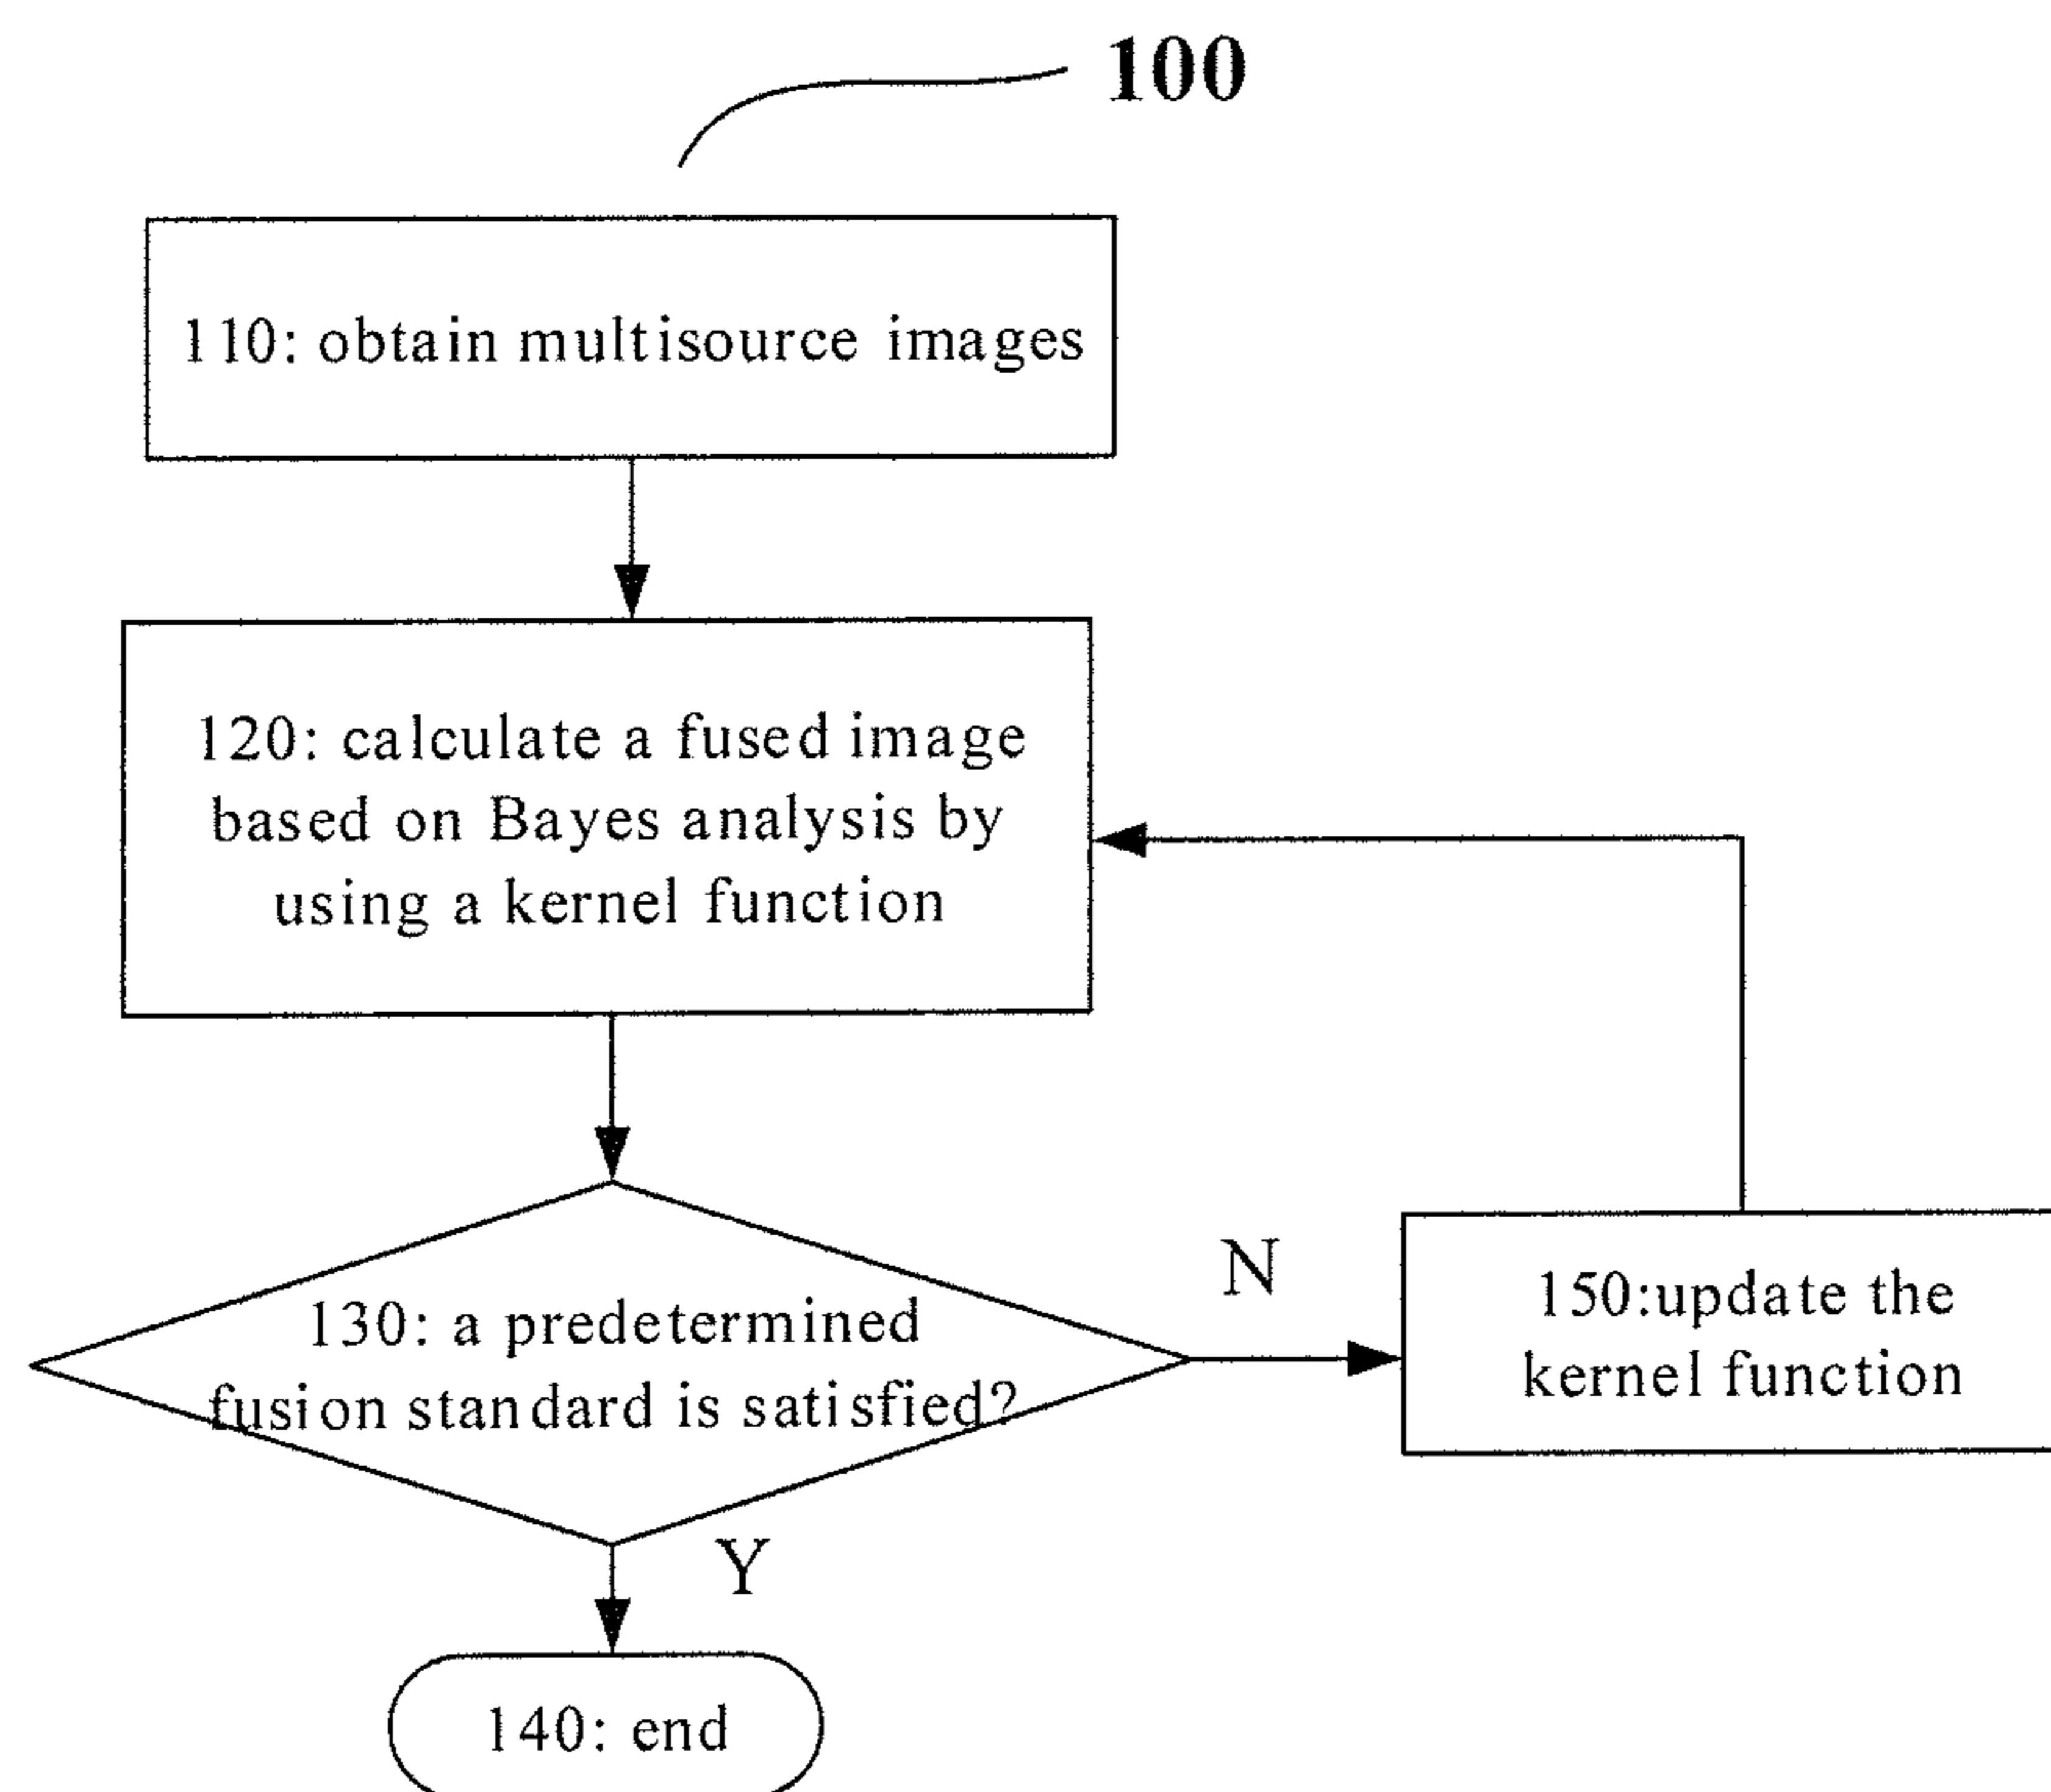 100
110: obtain multisource images
120: calculate a fused image
based on Bayes analysis by
using a kernel function
130: a predetermined
fusion standard is satisfied?
N
150:update the
kernel function
Y
140: end